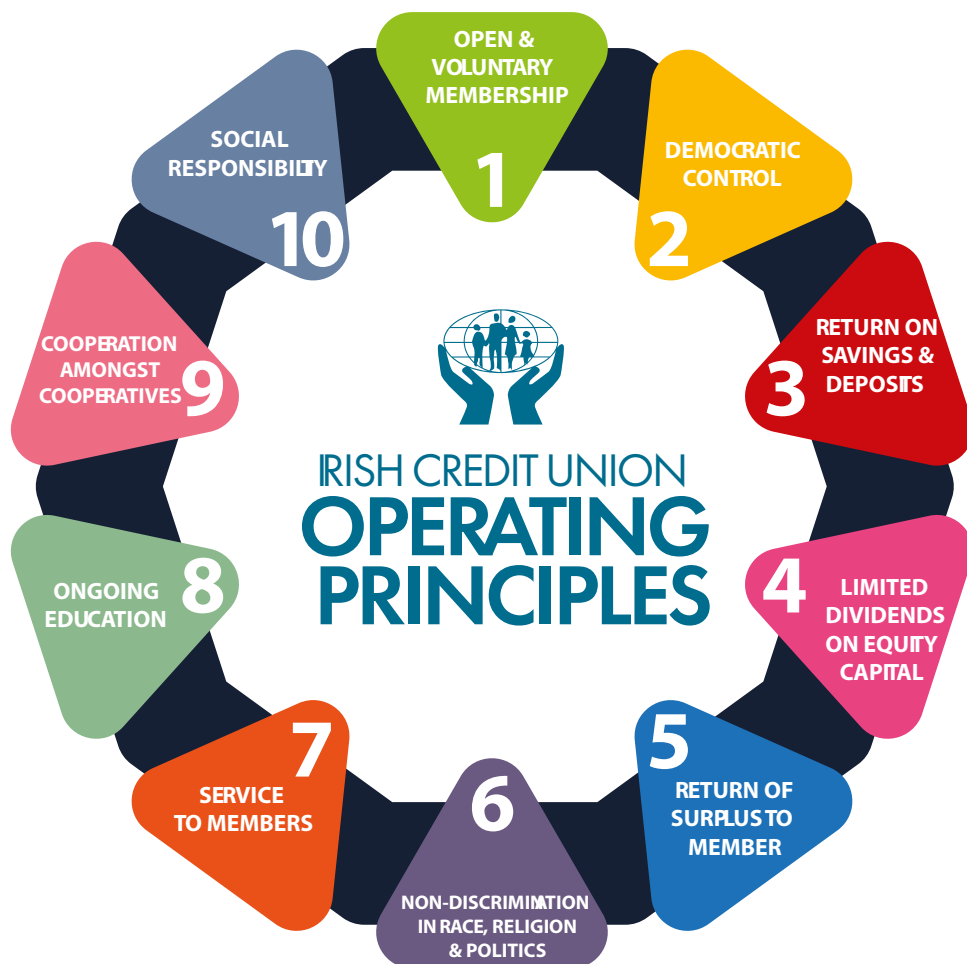 OPEN &
VOLUNTARY
MEMBERSHIP
1
DEMOCRATIC
CONTROL
2
RETURN ON
SAVINGS &
DEPOSITS
3
4
LIMITED
DIVIDENDS
ON EQUITY
CAPITAL
5
RETURN OF
SURPLUS TO
MEMBER
6
NON-DISCRIMINATION
IN RACE, RELIGION
& POLITICS
7
SERVICE
TO MEMBERS
8
ONGOING
EDUCATION
COOPERATION
AMONGST
COOPERATIVES
9
SOCIAL
RESPONSIBILITY
10
IRISH CREDIT UNION
OPERATING
PRINCIPLES